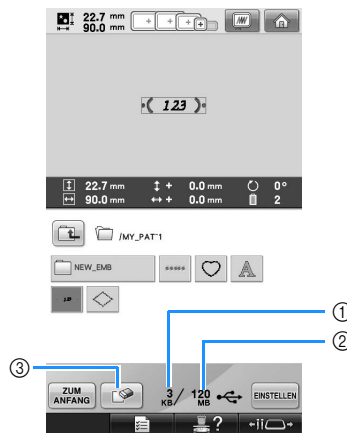 22.7 mm
90.0 mm
( 123 )
22.7 mm + 0.0 mm 0°
90.0 mm + 0.0 mm 2
/MY_PAT~1
NEW_EMB
A
①
②
③
ZUM ANFANG
3 KB / 120 MB
EINSTELLEN
?